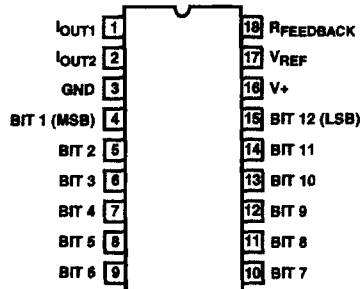 IOUT1 1 18 RFEEDBACK
IOUT2 2 17 VREF
GND 3 16 V+
BIT 1 (MSB) 4 15 BIT 12 (LSB)
BIT 2 5 14 BIT 11
BIT 3 6 13 BIT 10
BIT 4 7 12 BIT 9
BIT 5 8 11 BIT 8
BIT 6 9 10 BIT 7